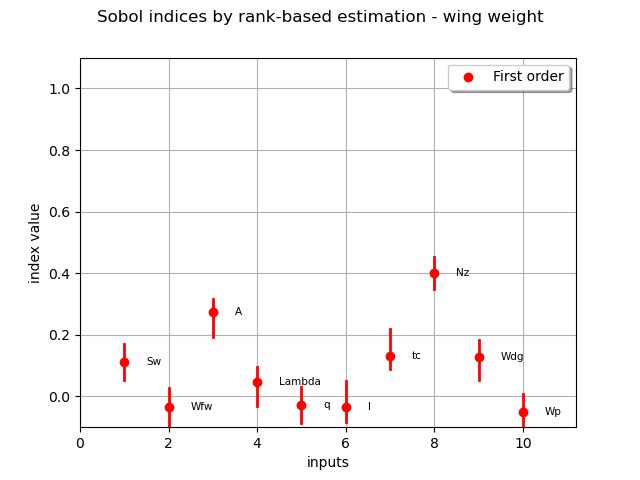 Sobol indices by rank-based estimation - wing weight
First order
1.0
0.8
0.6
0.4
0.2
0.0
index value
Sw
Wfw
A
Lambda
q
l
tc
Nz
Wdg
Wp
0 2 4 6 8 10
inputs